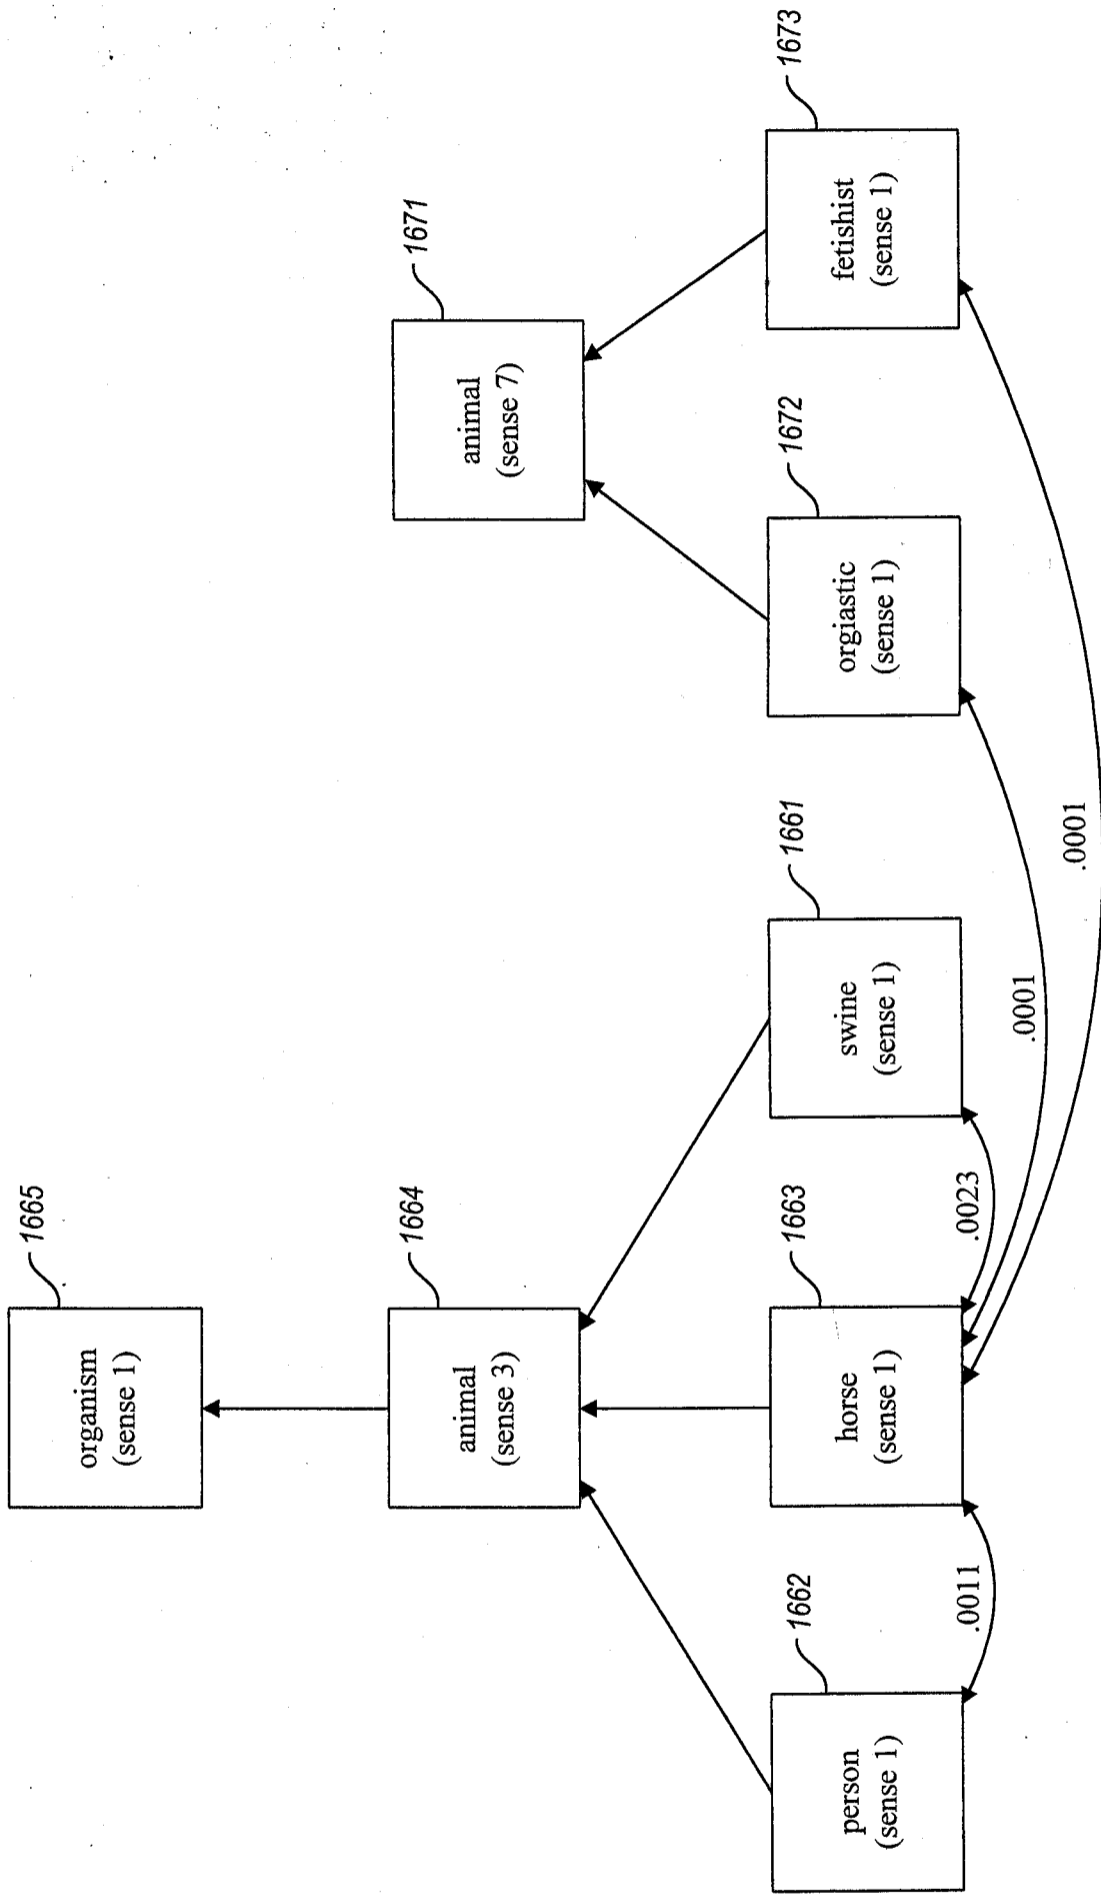 organism
(sense 1)
1665
animal
(sense 3)
1664
animal
(sense 7)
1671
person
(sense 1)
1662
horse
(sense 1)
1663
swine
(sense 1)
1661
orgiastic
(sense 1)
1672
fetishist
(sense 1)
1673
.0011
.0023
.0001
.0001